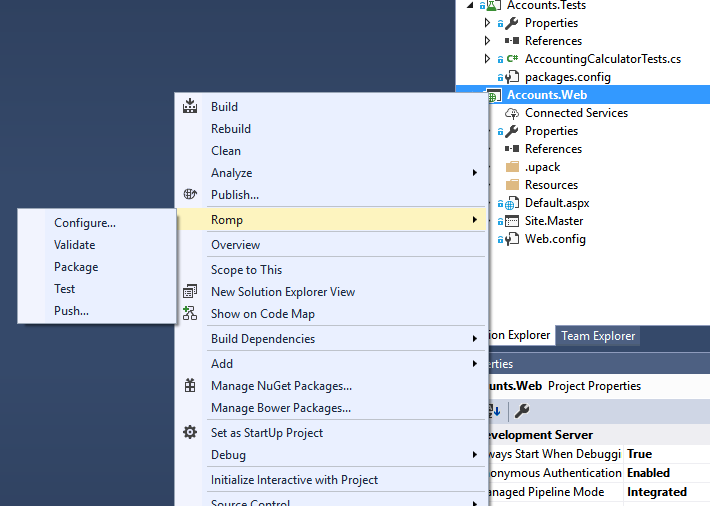 Accounts.Tests
Properties
References
C# AccountingCalculatorTests.cs
packages.config
Accounts.Web
Connected Services
Properties
References
.upack
Resources
Default.aspx
Site.Master
Web.config
Build
Rebuild
Clean
Analyze
Publish...
Romp
Overview
Scope to This
New Solution Explorer View
Show on Code Map
Build Dependencies
Add
Manage NuGet Packages...
Manage Bower Packages...
Set as StartUp Project
Debug
Initialize Interactive with Project
Source Control
Configure...
Validate
Package
Test
Push...
ion Explorer Team Explorer
erties
unts.Web Project Properties
evelopment Server
ways Start When Debuggi True
onymous Authentication Enabled
anaged Pipeline Mode Integrated